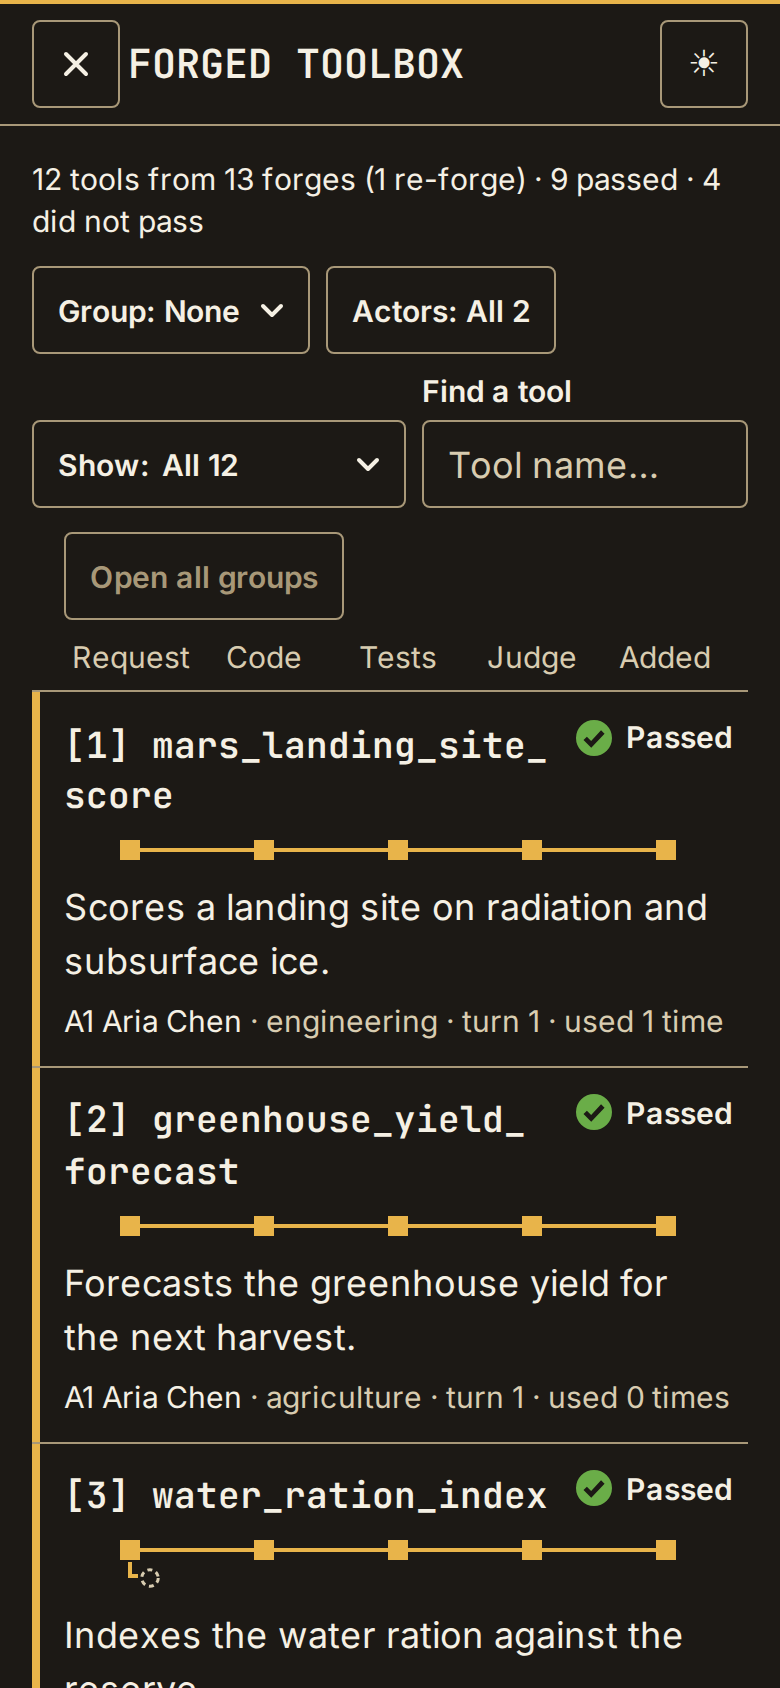 FORGED TOOLBOX
12 tools from 13 forges (1 re-forge) · 9 passed · 4
did not pass
Group: None
Actors: All 2
Find a tool
Show: All 12
Tool name...
Open all groups
Request Code Tests Judge Added
[1] mars_landing_site_
score
Passed
Scores a landing site on radiation and
subsurface ice.
A1 Aria Chen · engineering · turn 1 · used 1 time
[2] greenhouse_yield_
forecast
Passed
Forecasts the greenhouse yield for
the next harvest.
A1 Aria Chen · agriculture · turn 1 · used 0 times
[3] water_ration_index
Passed
Indexes the water ration against the
reserve